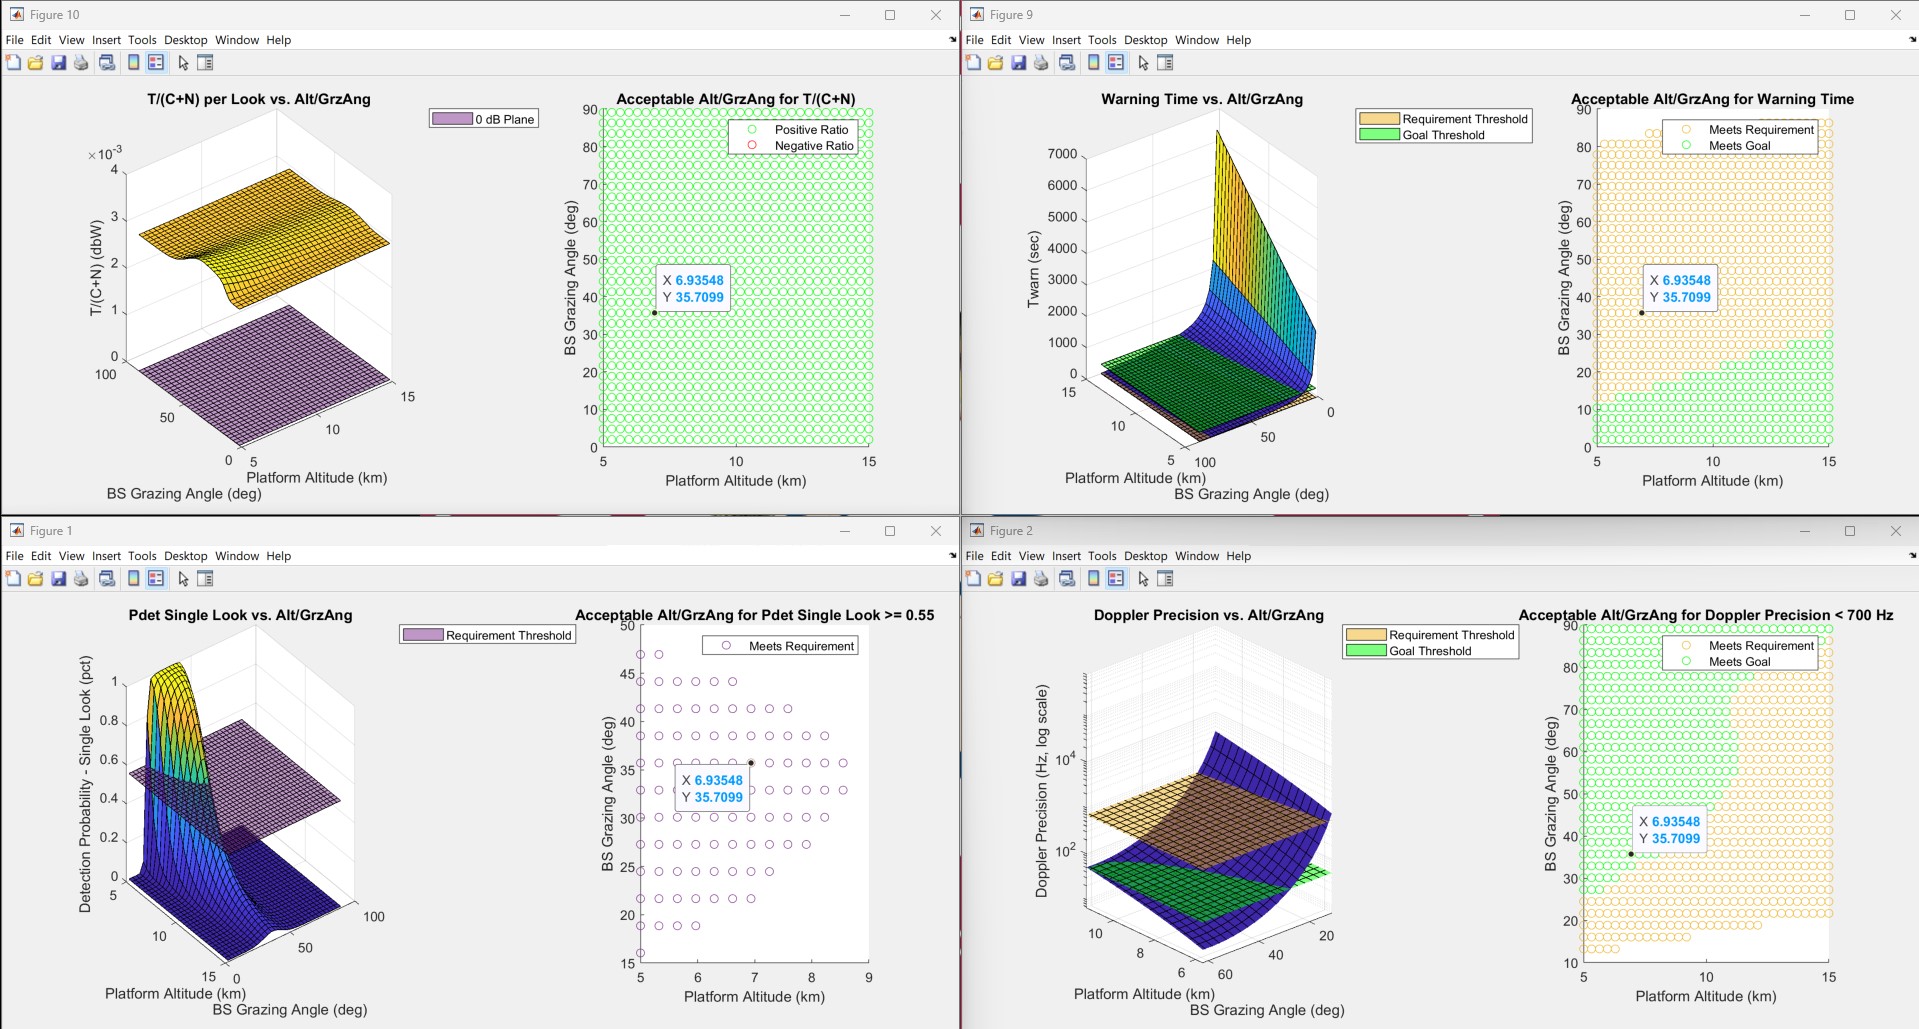 Figure 10
File Edit View Insert Tools Desktop Window Help
T/(C+N) per Look vs. Alt/GrzAng
0 dB Plane
×10⁻³
4
3
2
1
0
T/(C+N) (dbW)
100
50
0
5
10
15
Platform Altitude (km)
BS Grazing Angle (deg)
Acceptable Alt/GrzAng for T/(C+N)
Positive Ratio
Negative Ratio
90
80
70
60
50
40
30
20
10
0
BS Grazing Angle (deg)
X 6.93548
Y 35.7099
5
10
15
Platform Altitude (km)
Figure 9
File Edit View Insert Tools Desktop Window Help
Warning Time vs. Alt/GrzAng
Requirement Threshold
Goal Threshold
7000
6000
5000
4000
3000
2000
1000
0
Twarn (sec)
15
10
5
100
50
0
Platform Altitude (km)
BS Grazing Angle (deg)
Acceptable Alt/GrzAng for Warning Time
Meets Requirement
Meets Goal
90
80
70
60
50
40
30
20
10
0
BS Grazing Angle (deg)
X 6.93548
Y 35.7099
5
10
15
Platform Altitude (km)
Figure 1
File Edit View Insert Tools Desktop Window Help
Pdet Single Look vs. Alt/GrzAng
Requirement Threshold
1
0.8
0.6
0.4
0.2
0
Detection Probability - Single Look (pct)
5
10
15
0
50
100
Platform Altitude (km)
BS Grazing Angle (deg)
Acceptable Alt/GrzAng for Pdet Single Look >= 0.55
Meets Requirement
50
45
40
35
30
25
20
15
BS Grazing Angle (deg)
X 6.93548
Y 35.7099
5
6
7
8
9
Platform Altitude (km)
Figure 2
File Edit View Insert Tools Desktop Window Help
Doppler Precision vs. Alt/GrzAng
Requirement Threshold
Goal Threshold
10⁴
10²
Doppler Precision (Hz, log scale)
10
8
6
60
40
20
Platform Altitude (km)
BS Grazing Angle (deg)
Acceptable Alt/GrzAng for Doppler Precision < 700 Hz
Meets Requirement
Meets Goal
90
80
70
60
50
40
30
20
10
BS Grazing Angle (deg)
X 6.93548
Y 35.7099
5
10
15
Platform Altitude (km)